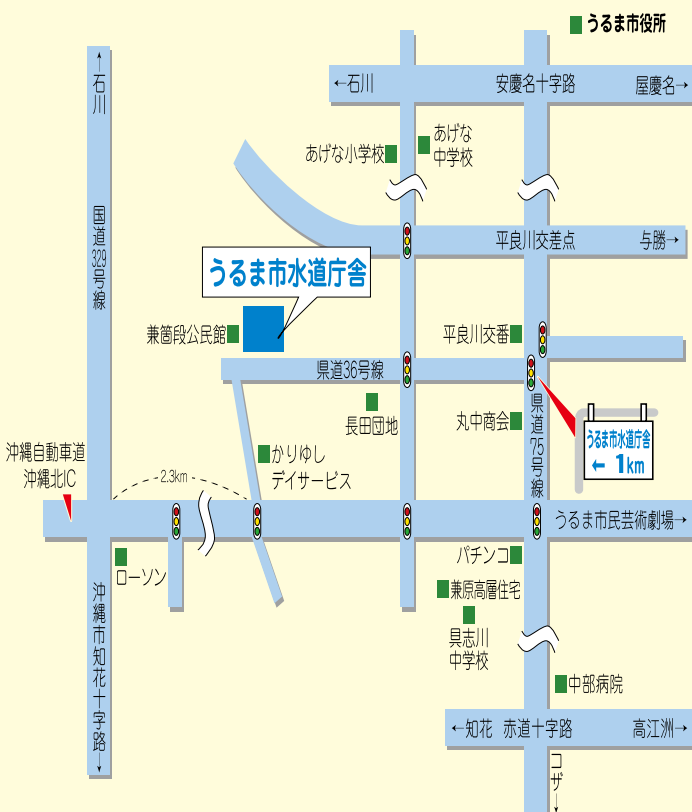 うるま市役所
←石川
安慶名十字路
屋慶名→
←石川
国道329号線
あげな小学校
あげな
中学校
平良川交差点
与勝→
うるま市水道庁舎
兼箇段公民館
平良川交番
県道36号線
長田団地
丸中商会
県道75号線
うるま市水道庁舎
←1km
沖縄自動車道
沖縄北IC
かりゆし
デイサービス
2.3km
うるま市民芸術劇場→
ローソン
パチンコ
兼原高層住宅
具志川
中学校
沖縄市知花十字路→
中部病院
←知花
赤道十字路
高江洲→
コザ→